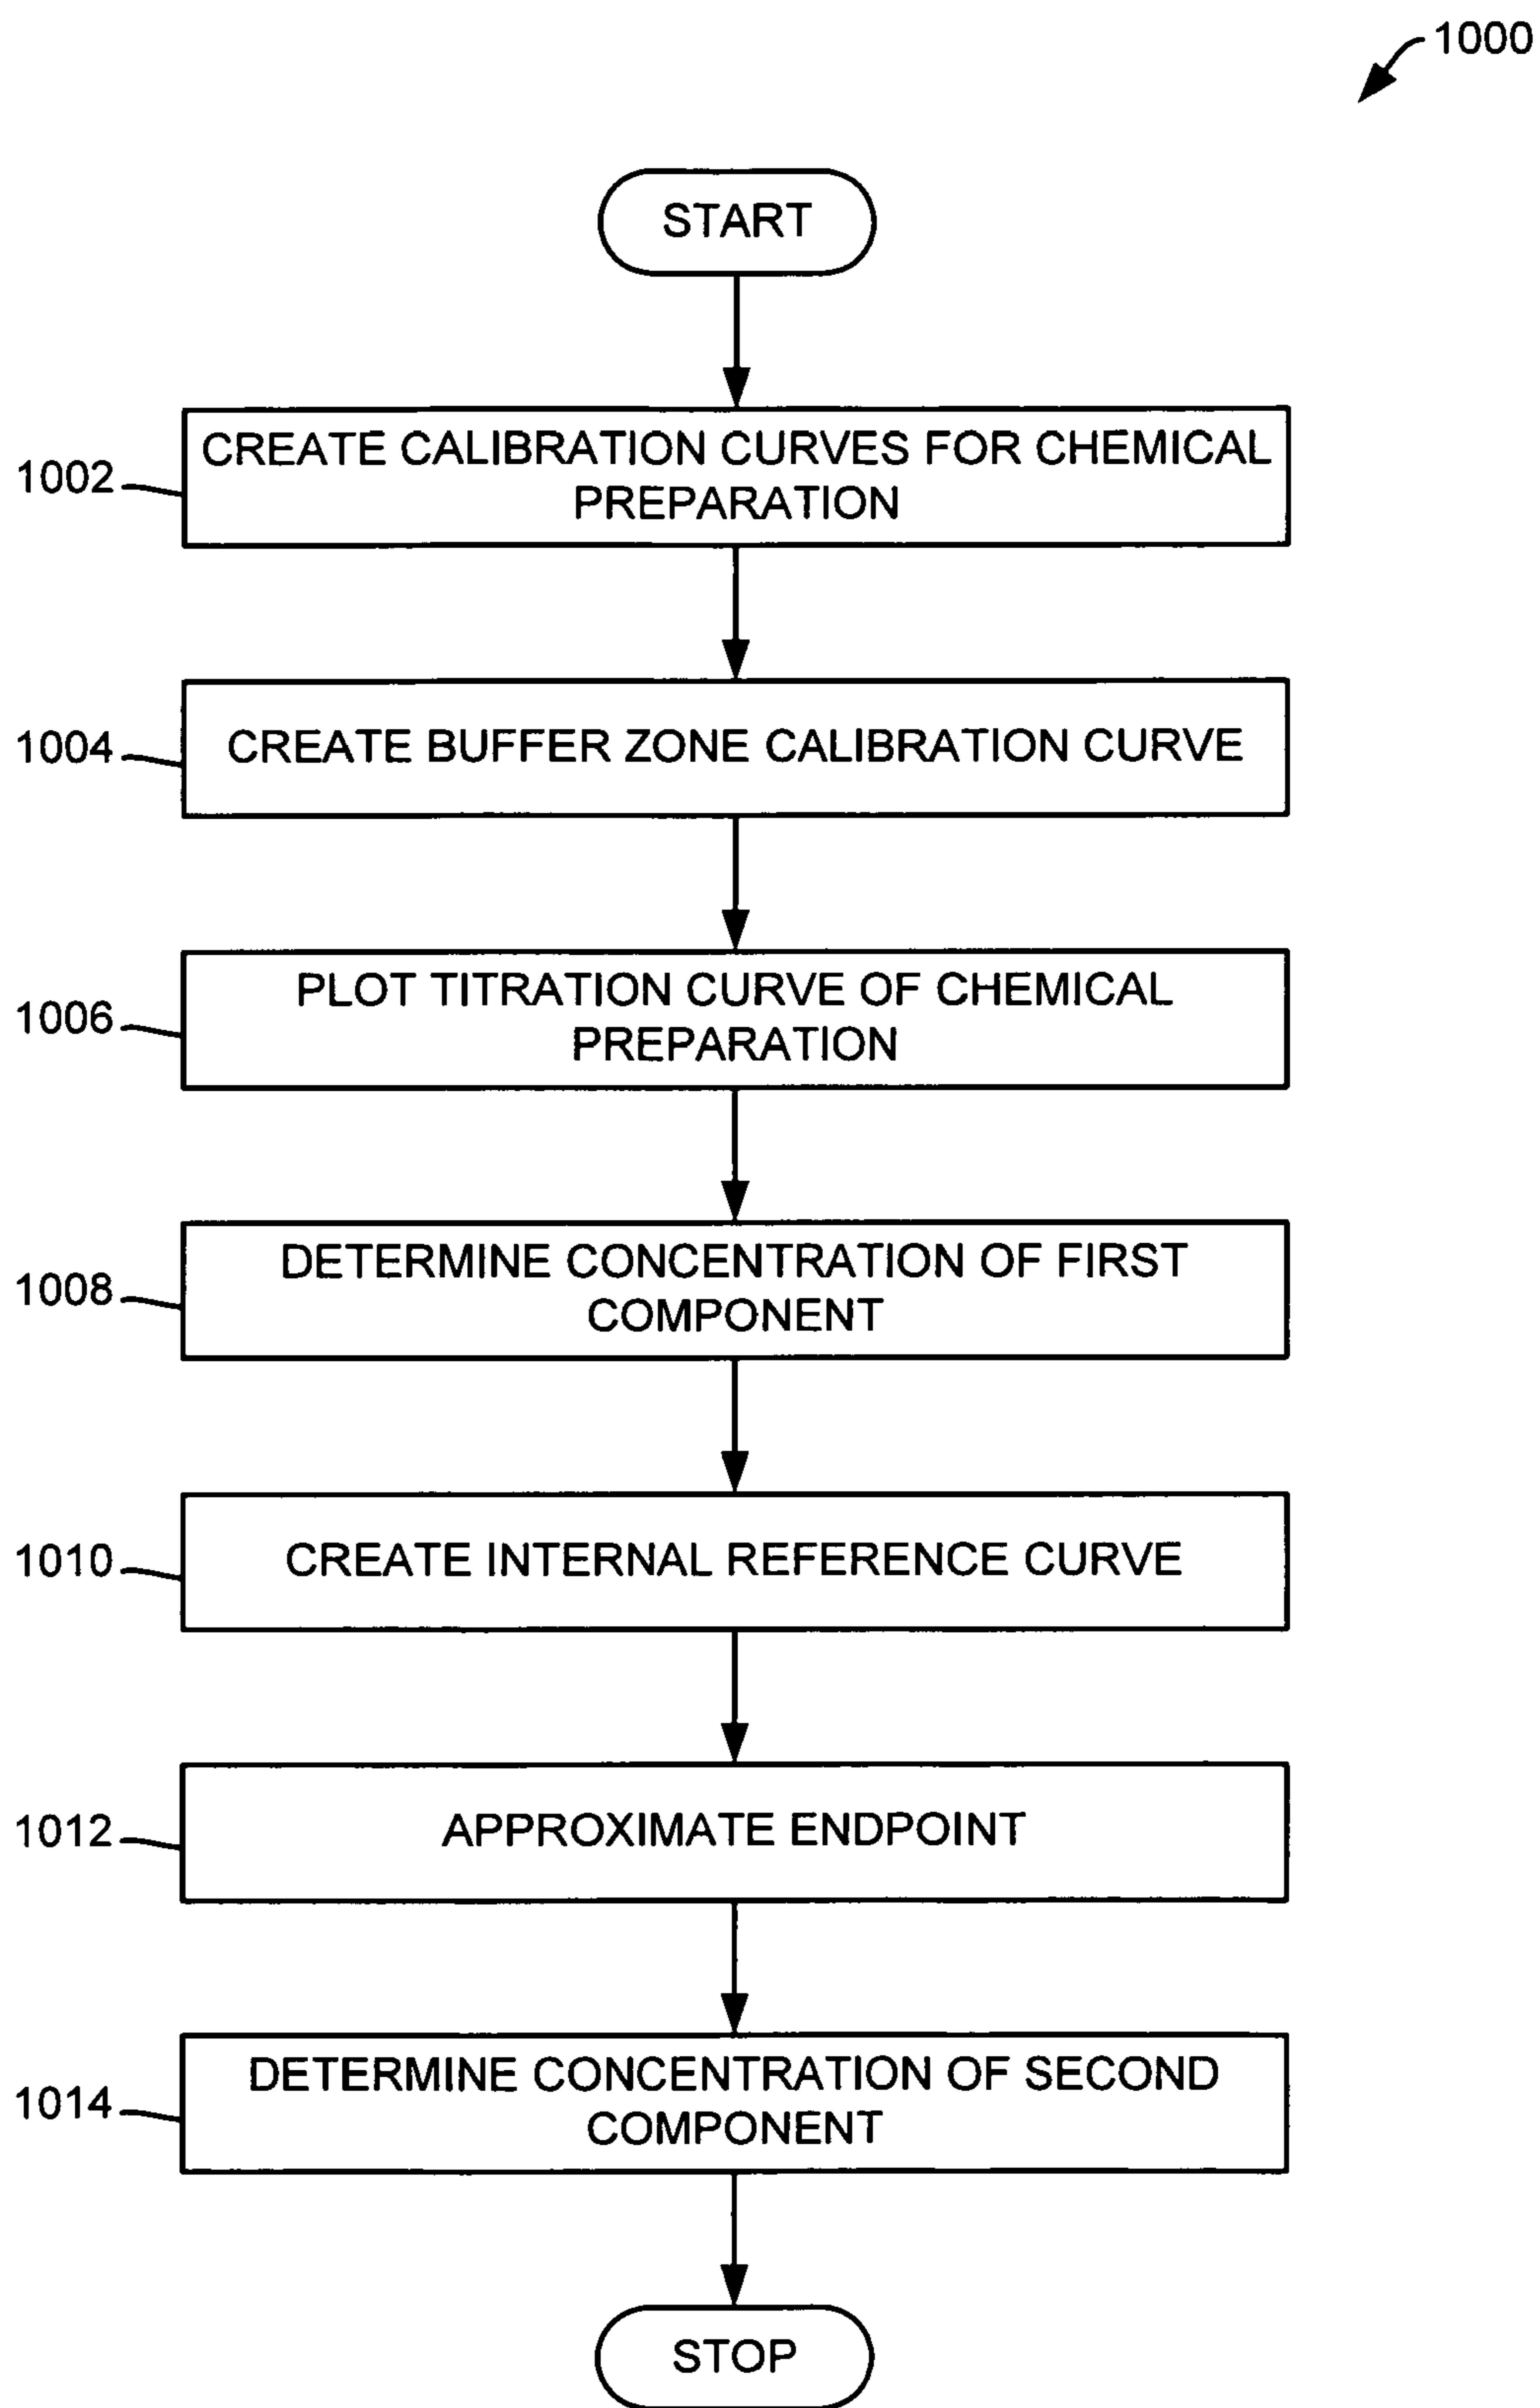 1000
START
1002
CREATE CALIBRATION CURVES FOR CHEMICAL
PREPARATION
1004
CREATE BUFFER ZONE CALIBRATION CURVE
1006
PLOT TITRATION CURVE OF CHEMICAL
PREPARATION
1008
DETERMINE CONCENTRATION OF FIRST
COMPONENT
1010
CREATE INTERNAL REFERENCE CURVE
1012
APPROXIMATE ENDPOINT
1014
DETERMINE CONCENTRATION OF SECOND
COMPONENT
STOP